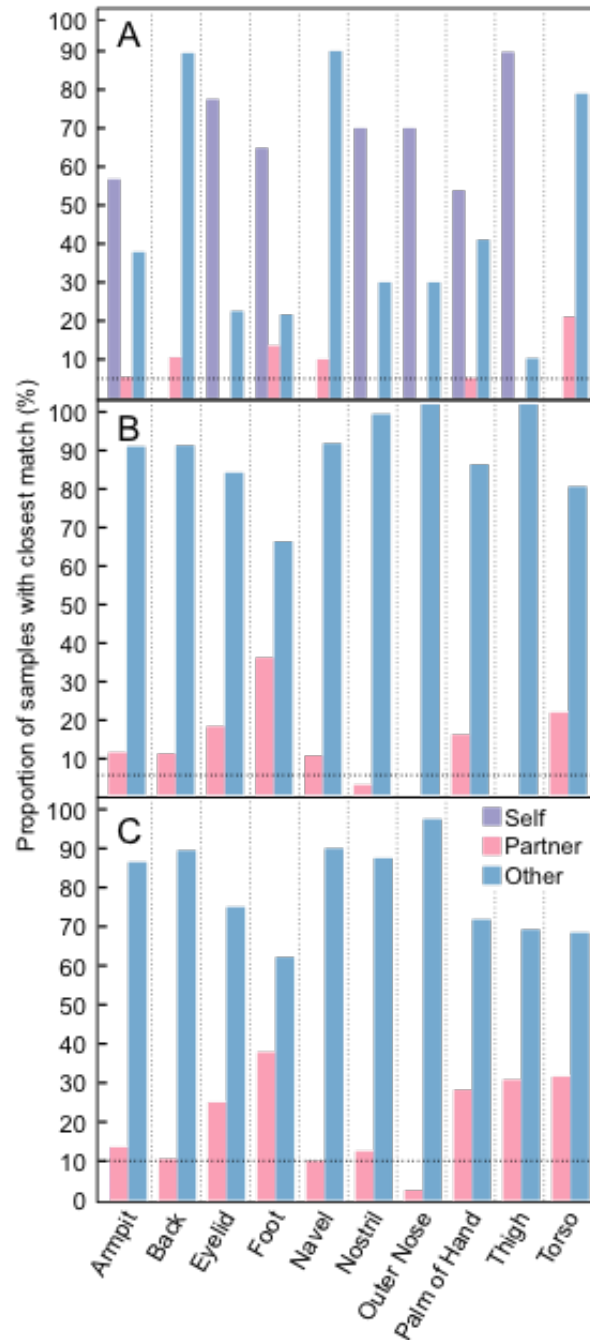 Proportion of samples with closest match (%)
A
100
90
80
70
60
50
40
30
20
10
B
100
90
80
70
60
50
40
30
20
10
C
100
90
80
70
60
50
40
30
20
10
0
Self
Partner
Other
Armpit
Back
Eyelid
Foot
Navel
Nostril
Outer Nose
Palm of Hand
Thigh
Torso